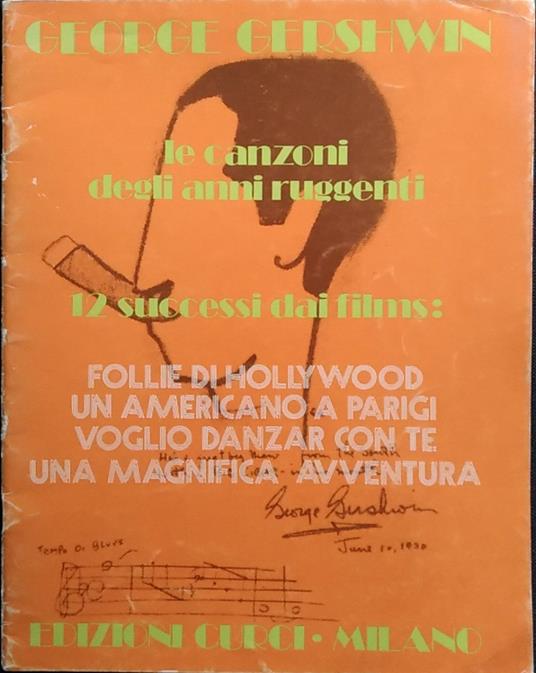 GEORGE GERSHWIN
le canzoni
degli anni ruggenti
12 successi dai films:
FOLLIE DI HOLLYWOOD
UN AMERICANO A PARIGI
VOGLIO DANZAR CON TE
UNA MAGNIFICA AVVENTURA
George Gershwin
TEMPO DI BLUES
EDIZIONI CURCI • MILANO